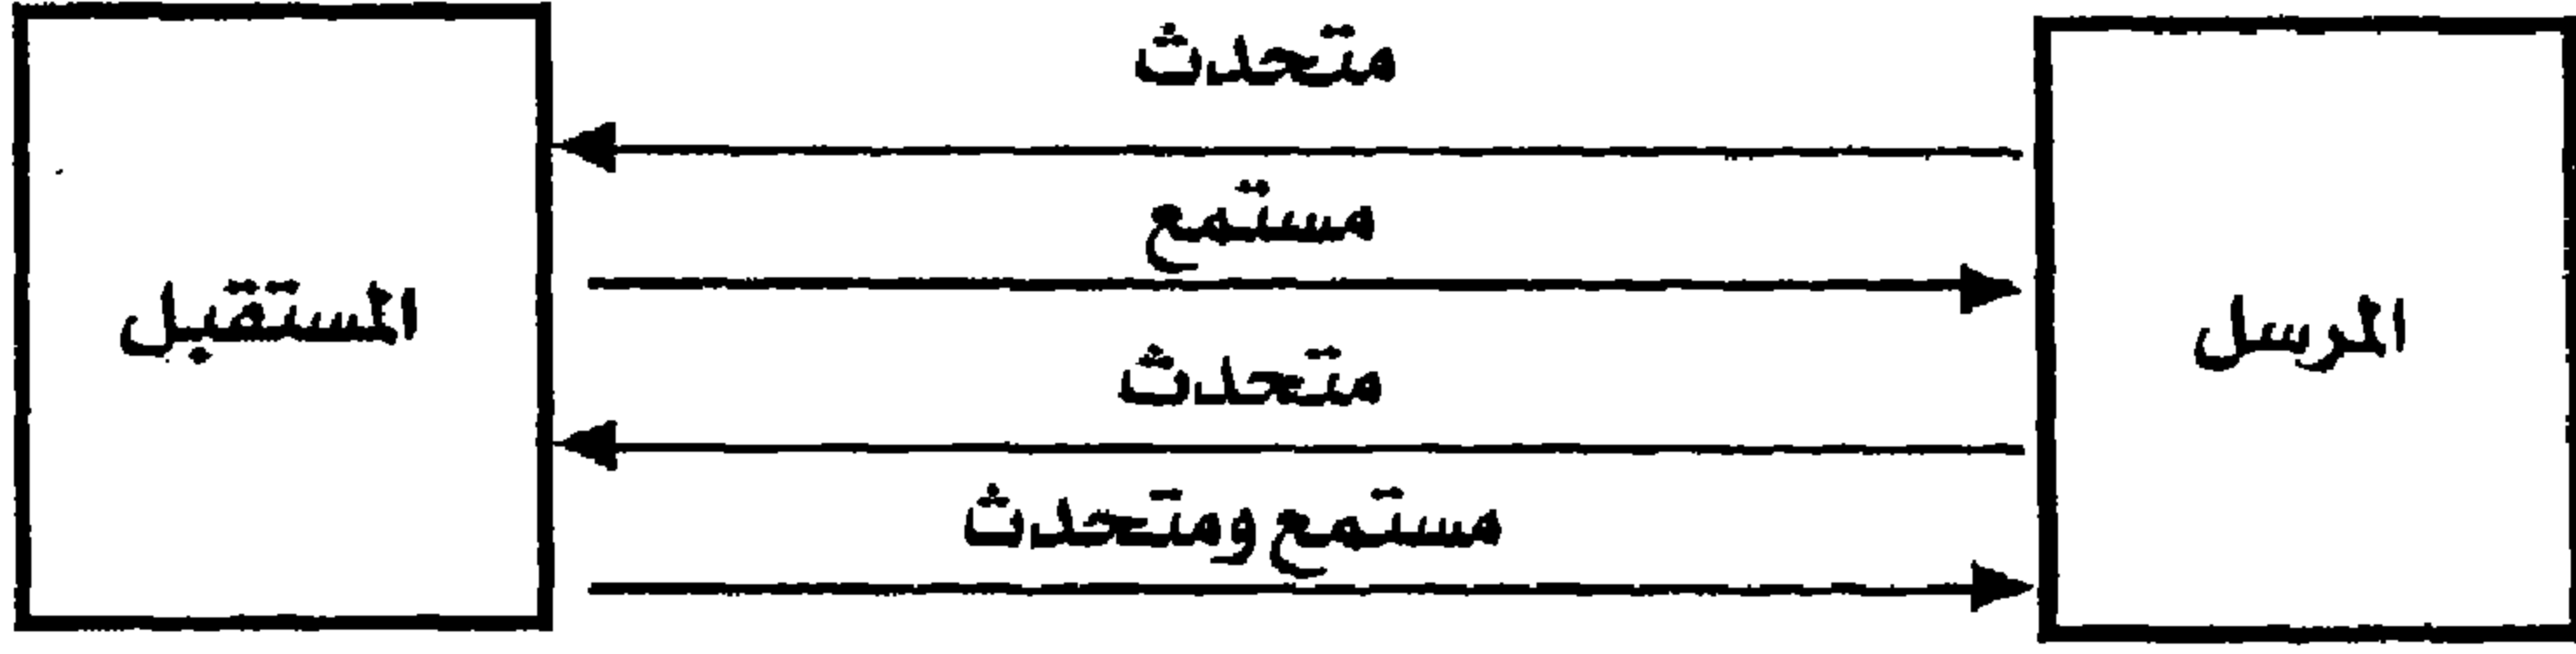 متحدث
مستمع
المرسل
المستقبل
متحدث
مستمع ومتحدث